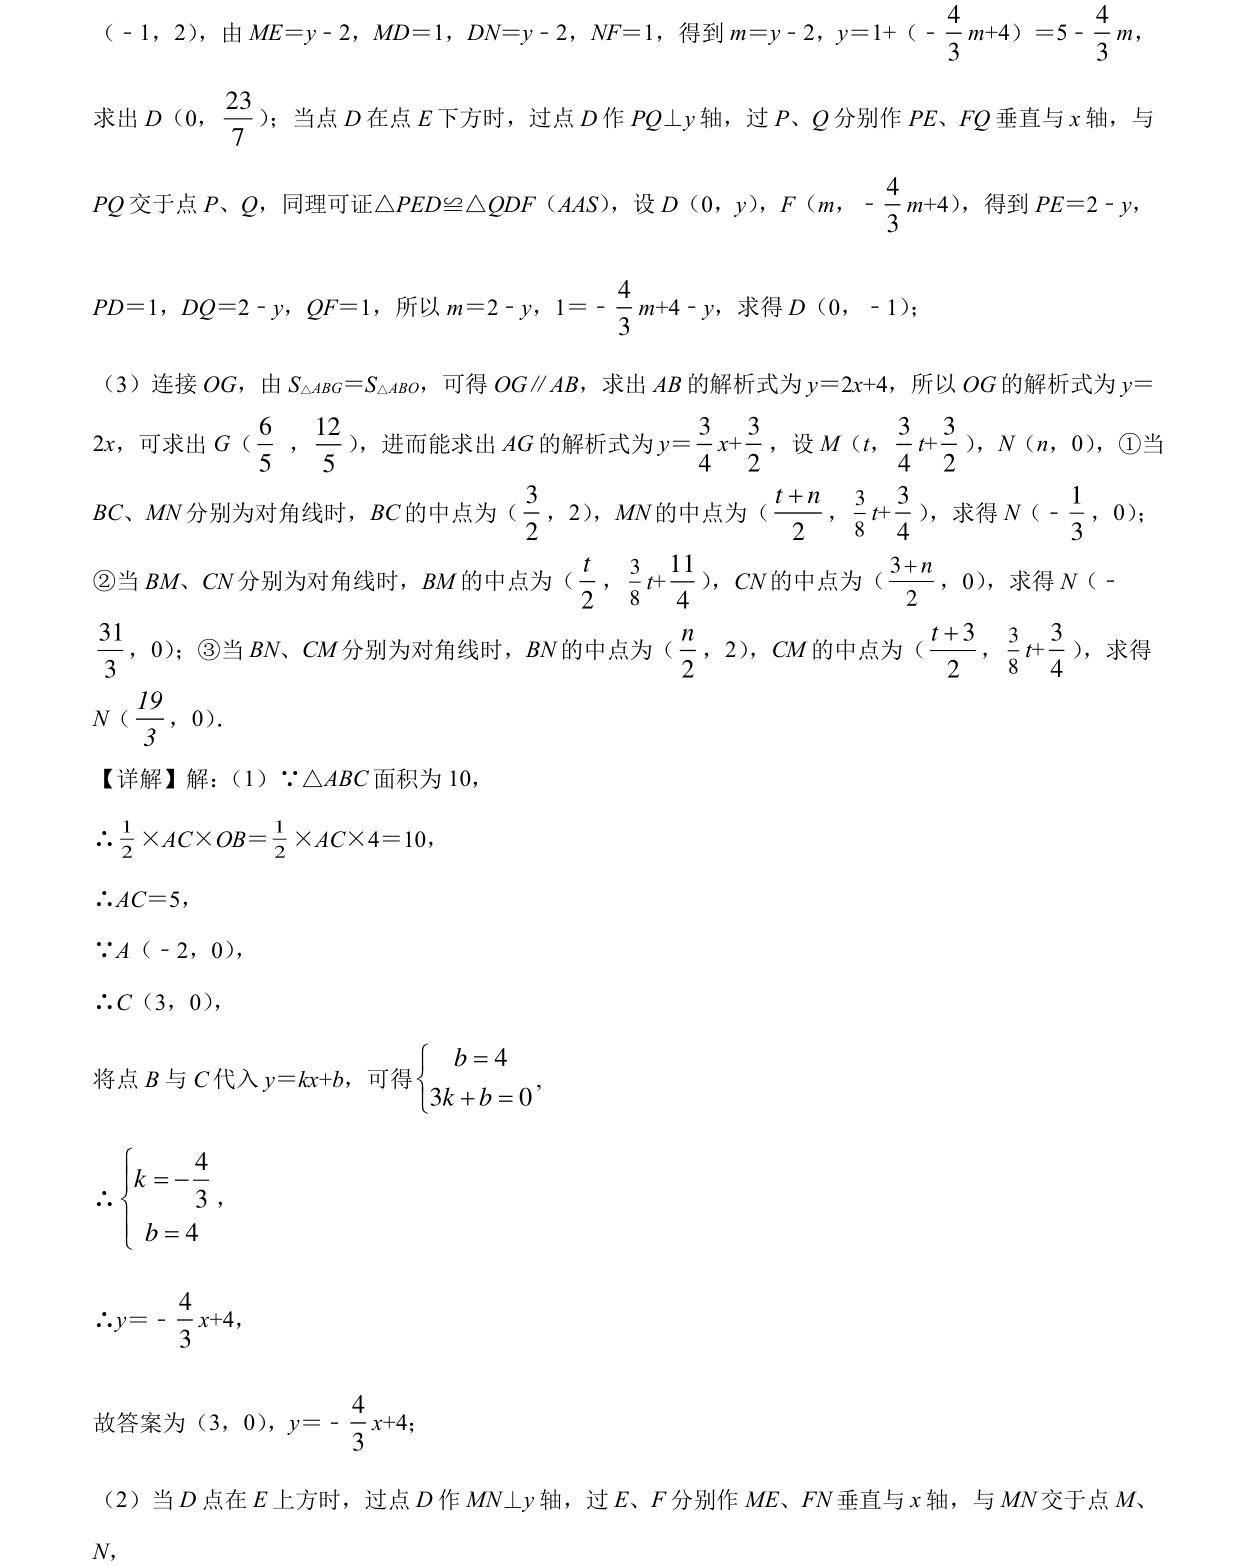 （﹣1，2），由 ME＝y﹣2，MD＝1，DN＝y﹣2，NF＝1，得到 m＝y﹣2，y＝1+（﹣4/3 m+4）＝5﹣4/3 m，
求出 D（0，23/7）；当点 D 在点 E 下方时，过点 D 作 PQ⊥y 轴，过 P、Q 分别作 PE、FQ 垂直与 x 轴，与
PQ 交于点 P、Q，同理可证△PED≌△QDF（AAS），设 D（0，y），F（m，﹣4/3 m+4），得到 PE＝2﹣y，
PD＝1，DQ＝2﹣y，QF＝1，所以 m＝2﹣y，1＝﹣4/3 m+4﹣y，求得 D（0，﹣1）；
（3）连接 OG，由 S△ABG＝S△ABO，可得 OG∥AB，求出 AB 的解析式为 y＝2x+4，所以 OG 的解析式为 y＝
2x，可求出 G（6/5 ，12/5），进而能求出 AG 的解析式为 y＝3/4 x+3/2，设 M（t，3/4 t+3/2），N（n，0），①当
BC、MN 分别为对角线时，BC 的中点为（3/2，2），MN 的中点为（(t+n)/2，3/8 t+3/4），求得 N（﹣1/3，0）；
②当 BM、CN 分别为对角线时，BM 的中点为（t/2，3/8 t+11/4），CN 的中点为（(3+n)/2，0），求得 N（﹣
31/3，0）；③当 BN、CM 分别为对角线时，BN 的中点为（n/2，2），CM 的中点为（(t+3)/2，3/8 t+3/4），求得
N（19/3，0）．
【详解】解：（1）∵△ABC 面积为 10，
∴1/2×AC×OB＝1/2×AC×4＝10，
∴AC＝5，
∵A（﹣2，0），
∴C（3，0），
将点 B 与 C 代入 y＝kx+b，可得{b=4
3k+b=0，
∴{k=−4/3
b=4，
∴y＝﹣4/3 x+4，
故答案为（3，0），y＝﹣4/3 x+4；
（2）当 D 点在 E 上方时，过点 D 作 MN⊥y 轴，过 E、F 分别作 ME、FN 垂直与 x 轴，与 MN 交于点 M、
N，